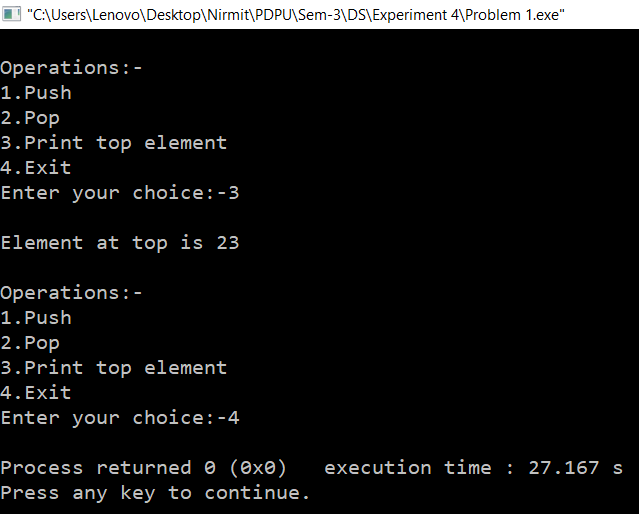 "C:\Users\Lenovo\Desktop\Nirmit\PDPU\Sem-3\DS\Experiment 4\Problem 1.exe"
Operations:-
1.Push
2.Pop
3.Print top element
4.Exit
Enter your choice:-3
Element at top is 23
Operations:-
1.Push
2.Pop
3.Print top element
4.Exit
Enter your choice:-4
Process returned 0 (0x0)   execution time : 27.167 s
Press any key to continue.